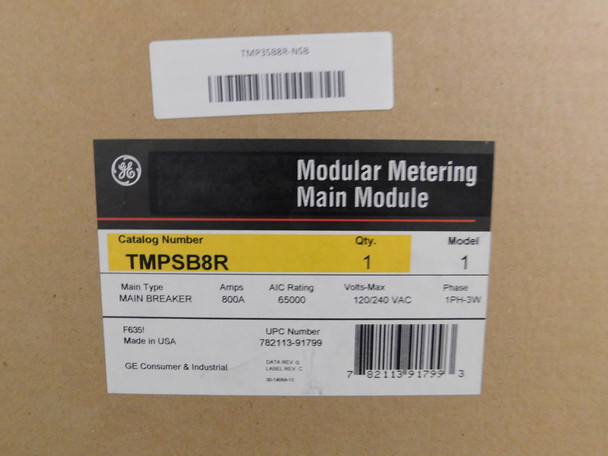 TMP3SB8R-NSB
GE
Modular Metering
Main Module
Catalog Number Qty. Model
TMPSB8R 1 1
Main Type Amps AIC Rating Volts-Max Phase
MAIN BREAKER 800A 65000 120/240 VAC 1PH-3W
F635! UPC Number
Made in USA 782113-91799
GE Consumer & Industrial
DATA REV. G
LABEL REV. C
7 82113 91799 3